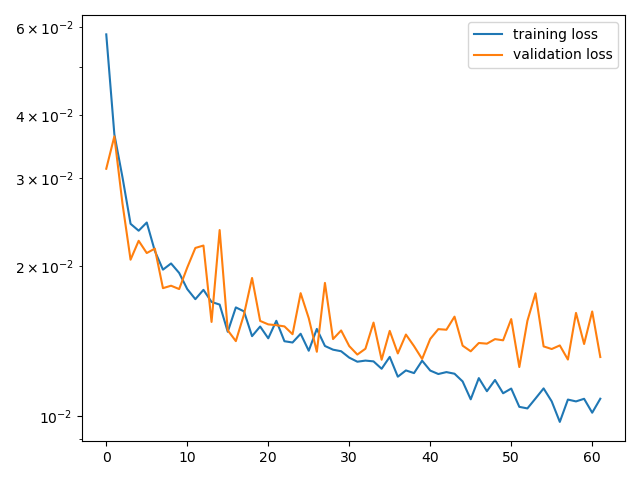 6 × 10⁻²
4 × 10⁻²
3 × 10⁻²
2 × 10⁻²
10⁻²
0 10 20 30 40 50 60
training loss
validation loss